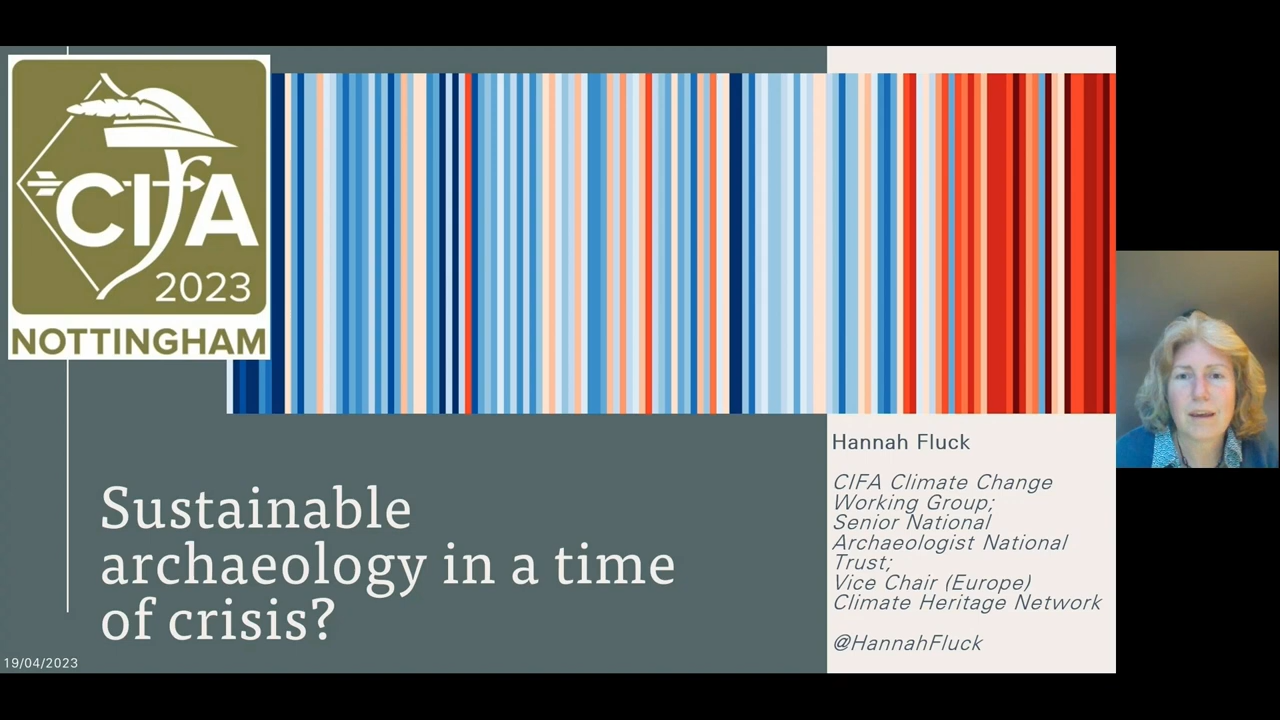 CIfA
2023
NOTTINGHAM
Sustainable
archaeology in a time
of crisis?
19/04/2023
Hannah Fluck
CIFA Climate Change
Working Group;
Senior National
Archaeologist National
Trust;
Vice Chair (Europe)
Climate Heritage Network
@HannahFluck